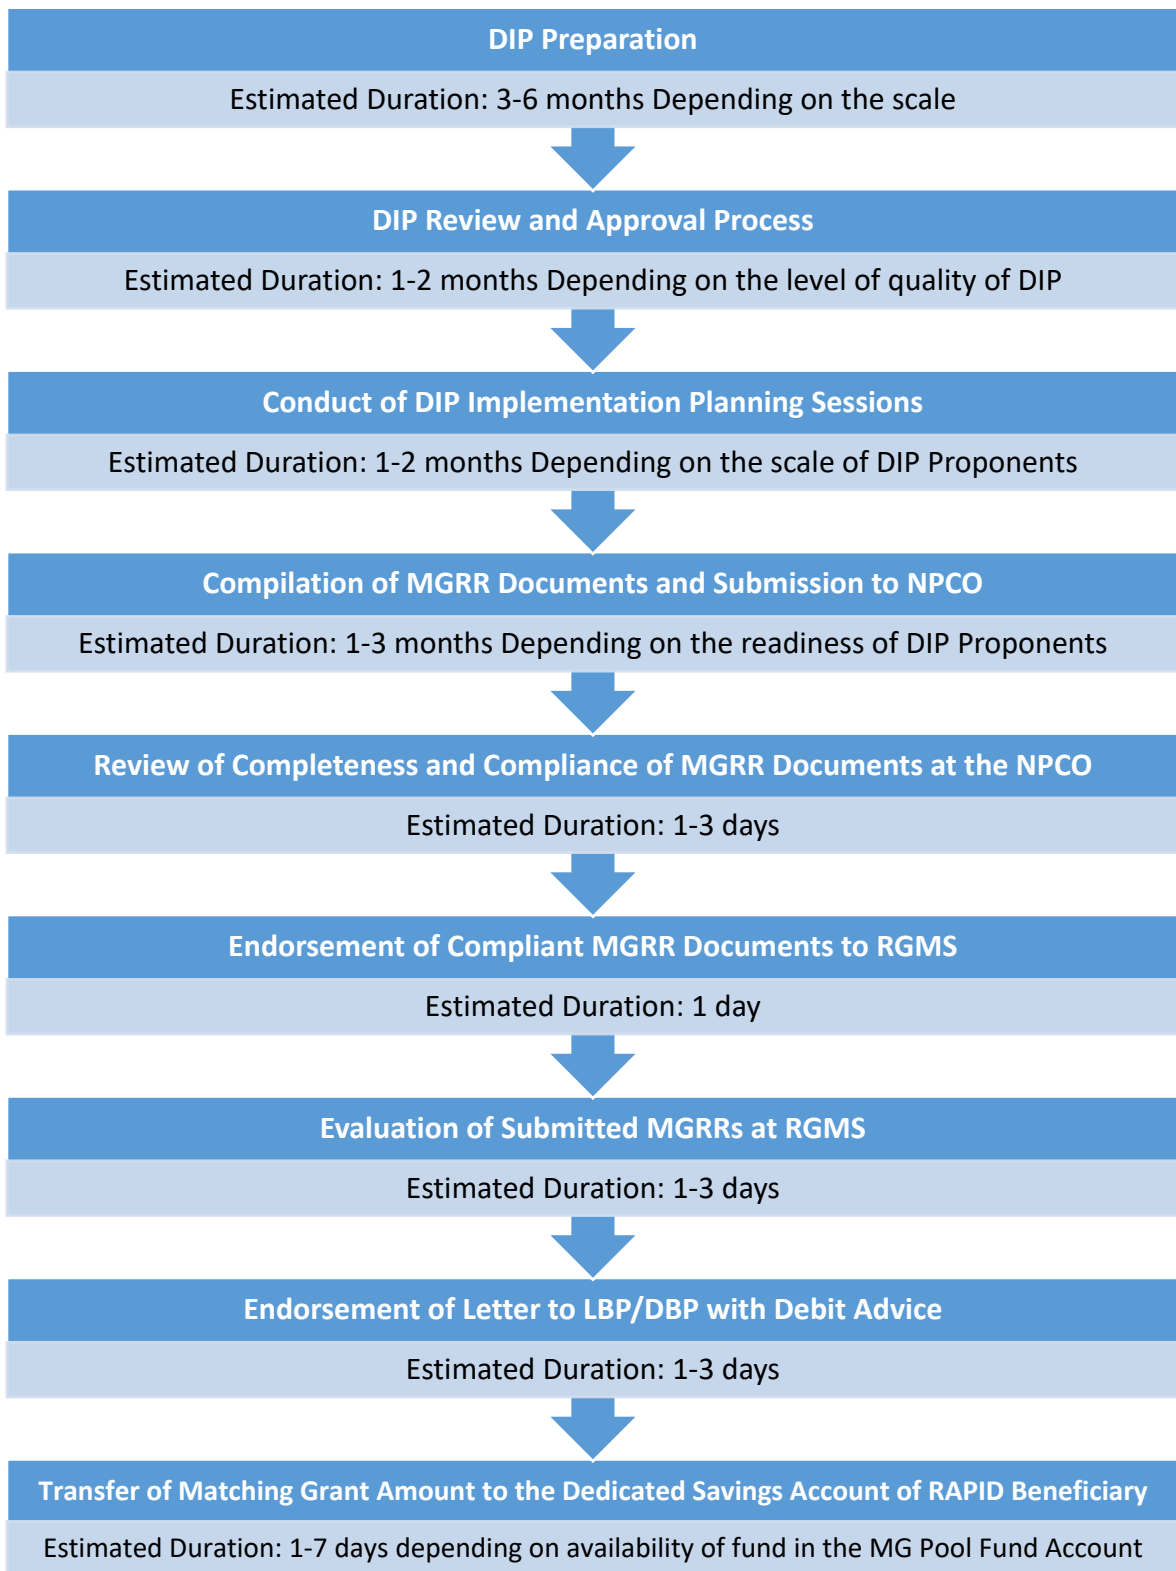 DIP Preparation
Estimated Duration: 3-6 months Depending on the scale
DIP Review and Approval Process
Estimated Duration: 1-2 months Depending on the level of quality of DIP
Conduct of DIP Implementation Planning Sessions
Estimated Duration: 1-2 months Depending on the scale of DIP Proponents
Compilation of MGRR Documents and Submission to NPCO
Estimated Duration: 1-3 months Depending on the readiness of DIP Proponents
Review of Completeness and Compliance of MGRR Documents at the NPCO
Estimated Duration: 1-3 days
Endorsement of Compliant MGRR Documents to RGMS
Estimated Duration: 1 day
Evaluation of Submitted MGRRs at RGMS
Estimated Duration: 1-3 days
Endorsement of Letter to LBP/DBP with Debit Advice
Estimated Duration: 1-3 days
Transfer of Matching Grant Amount to the Dedicated Savings Account of RAPID Beneficiary
Estimated Duration: 1-7 days depending on availability of fund in the MG Pool Fund Account